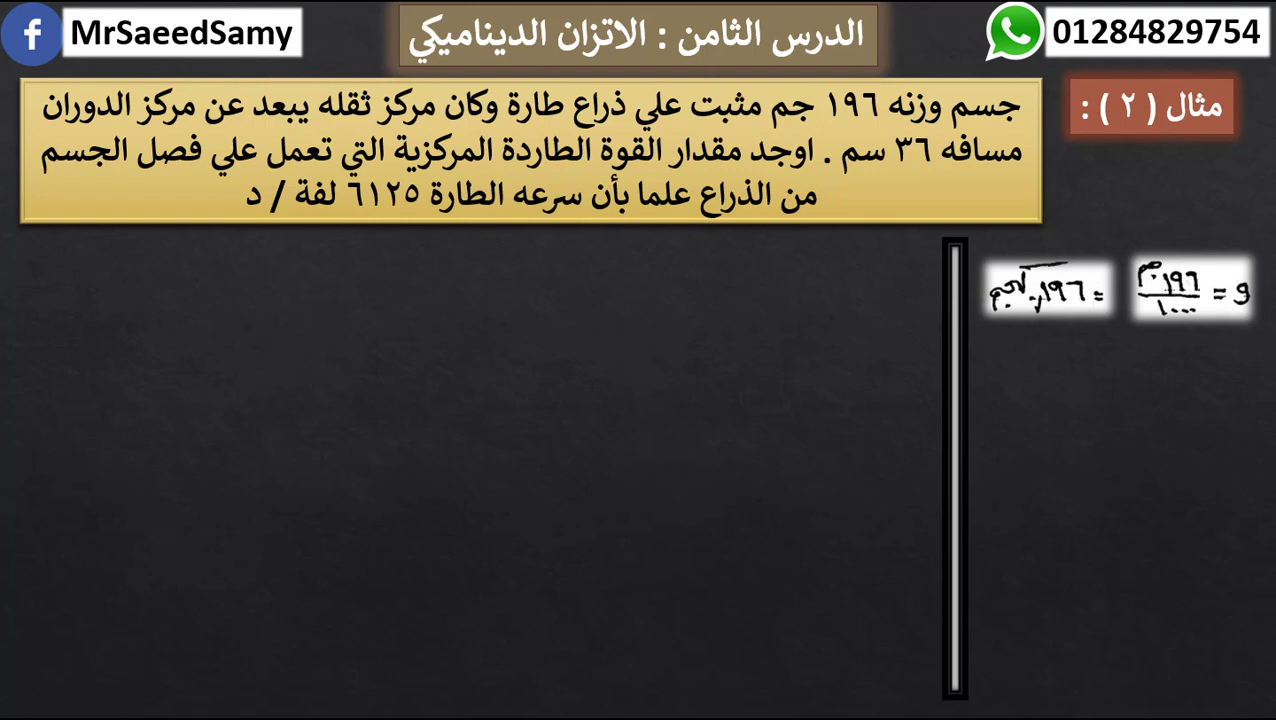 MrSaeedSamy
الدرس الثامن : الاتزان الديناميكي
01284829754
مثال ( ٢ ) :
جسم وزنه ١٩٦ جم مثبت علي ذراع طارة وكان مركز ثقله يبعد عن مركز الدوران
مسافه ٣٦ سم . اوجد مقدار القوة الطاردة المركزية التي تعمل علي فصل الجسم
من الذراع علما بأن سرعه الطارة ٦١٢٥ لفة / د
و = ١٩٦ جم / ١٠٠٠ = ٠,١٩٦ كجم